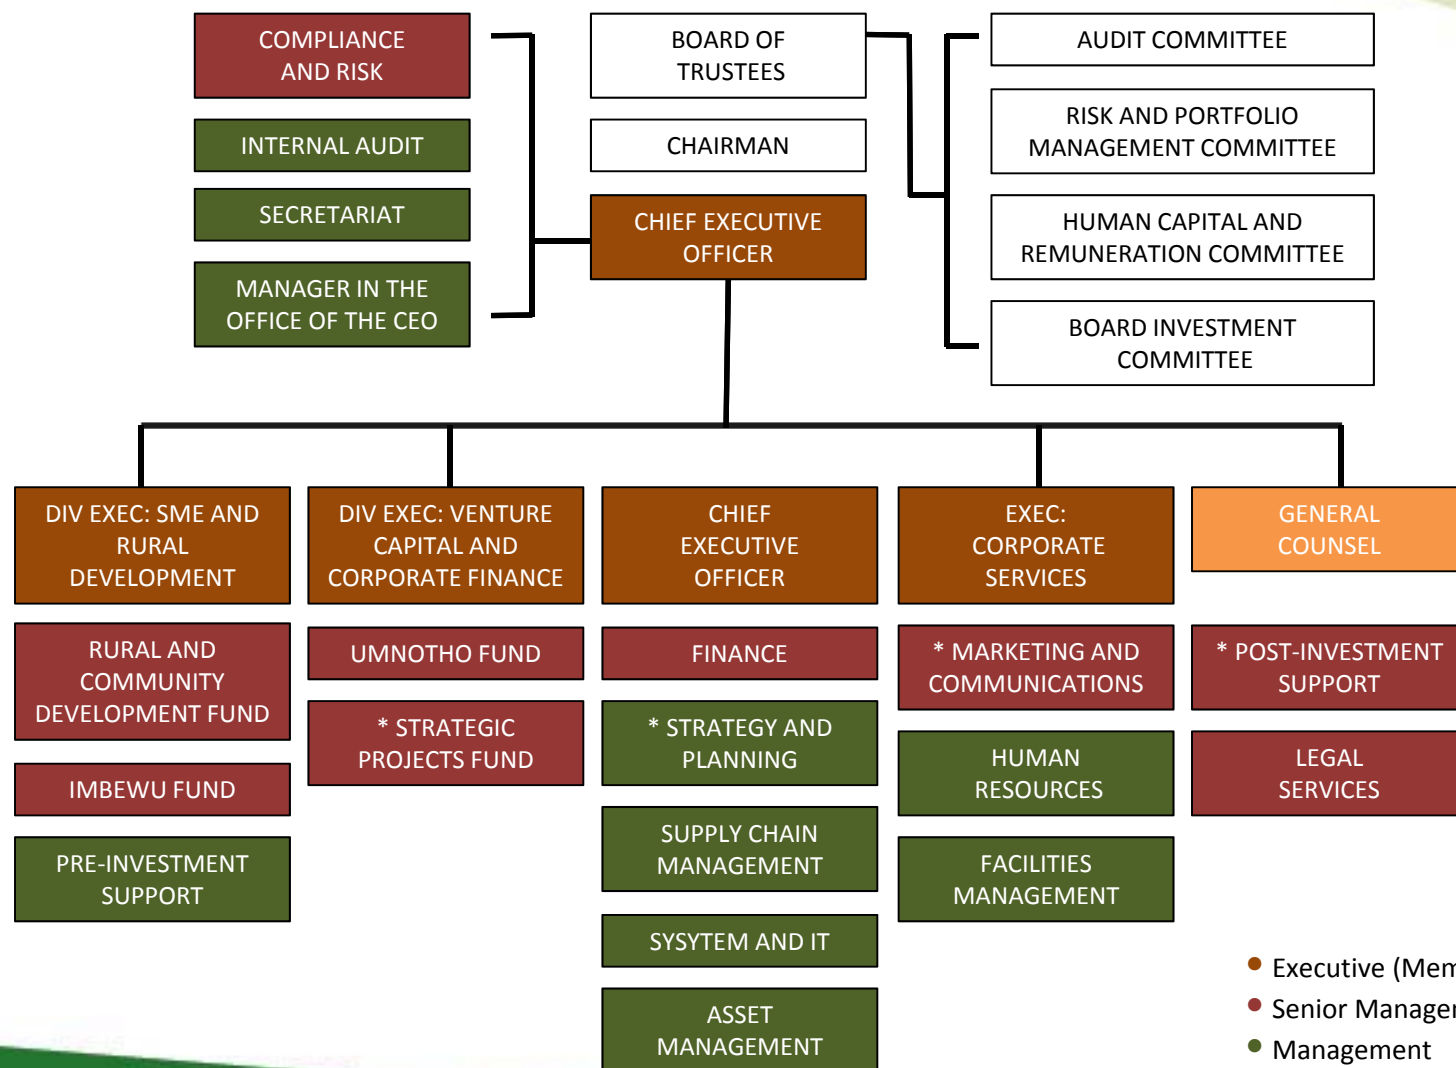 COMPLIANCE
AND RISK
INTERNAL AUDIT
SECRETARIAT
MANAGER IN THE
OFFICE OF THE CEO
BOARD OF
TRUSTEES
CHAIRMAN
CHIEF EXECUTIVE
OFFICER
AUDIT COMMITTEE
RISK AND PORTFOLIO
MANAGEMENT COMMITTEE
HUMAN CAPITAL AND
REMUNERATION COMMITTEE
BOARD INVESTMENT
COMMITTEE
DIV EXEC: SME AND
RURAL
DEVELOPMENT
RURAL AND
COMMUNITY
DEVELOPMENT FUND
IMBEWU FUND
PRE-INVESTMENT
SUPPORT
DIV EXEC: VENTURE
CAPITAL AND
CORPORATE FINANCE
UMNOTHO FUND
* STRATEGIC
PROJECTS FUND
CHIEF
EXECUTIVE
OFFICER
FINANCE
* STRATEGY AND
PLANNING
SUPPLY CHAIN
MANAGEMENT
SYSYTEM AND IT
ASSET
MANAGEMENT
EXEC:
CORPORATE
SERVICES
* MARKETING AND
COMMUNICATIONS
HUMAN
RESOURCES
FACILITIES
MANAGEMENT
GENERAL
COUNSEL
* POST-INVESTMENT
SUPPORT
LEGAL
SERVICES
• Executive
• Senior
• Management